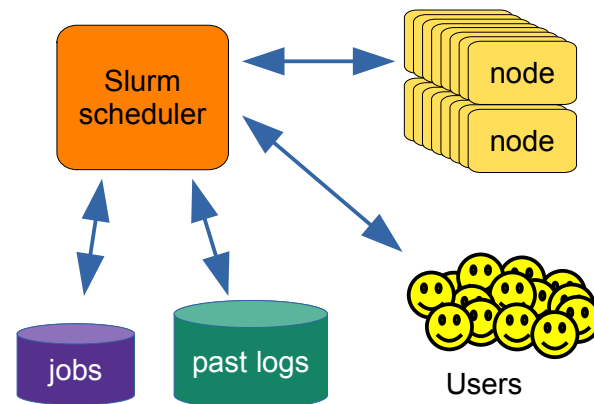 Slurm
scheduler
node
node
jobs
past logs
Users